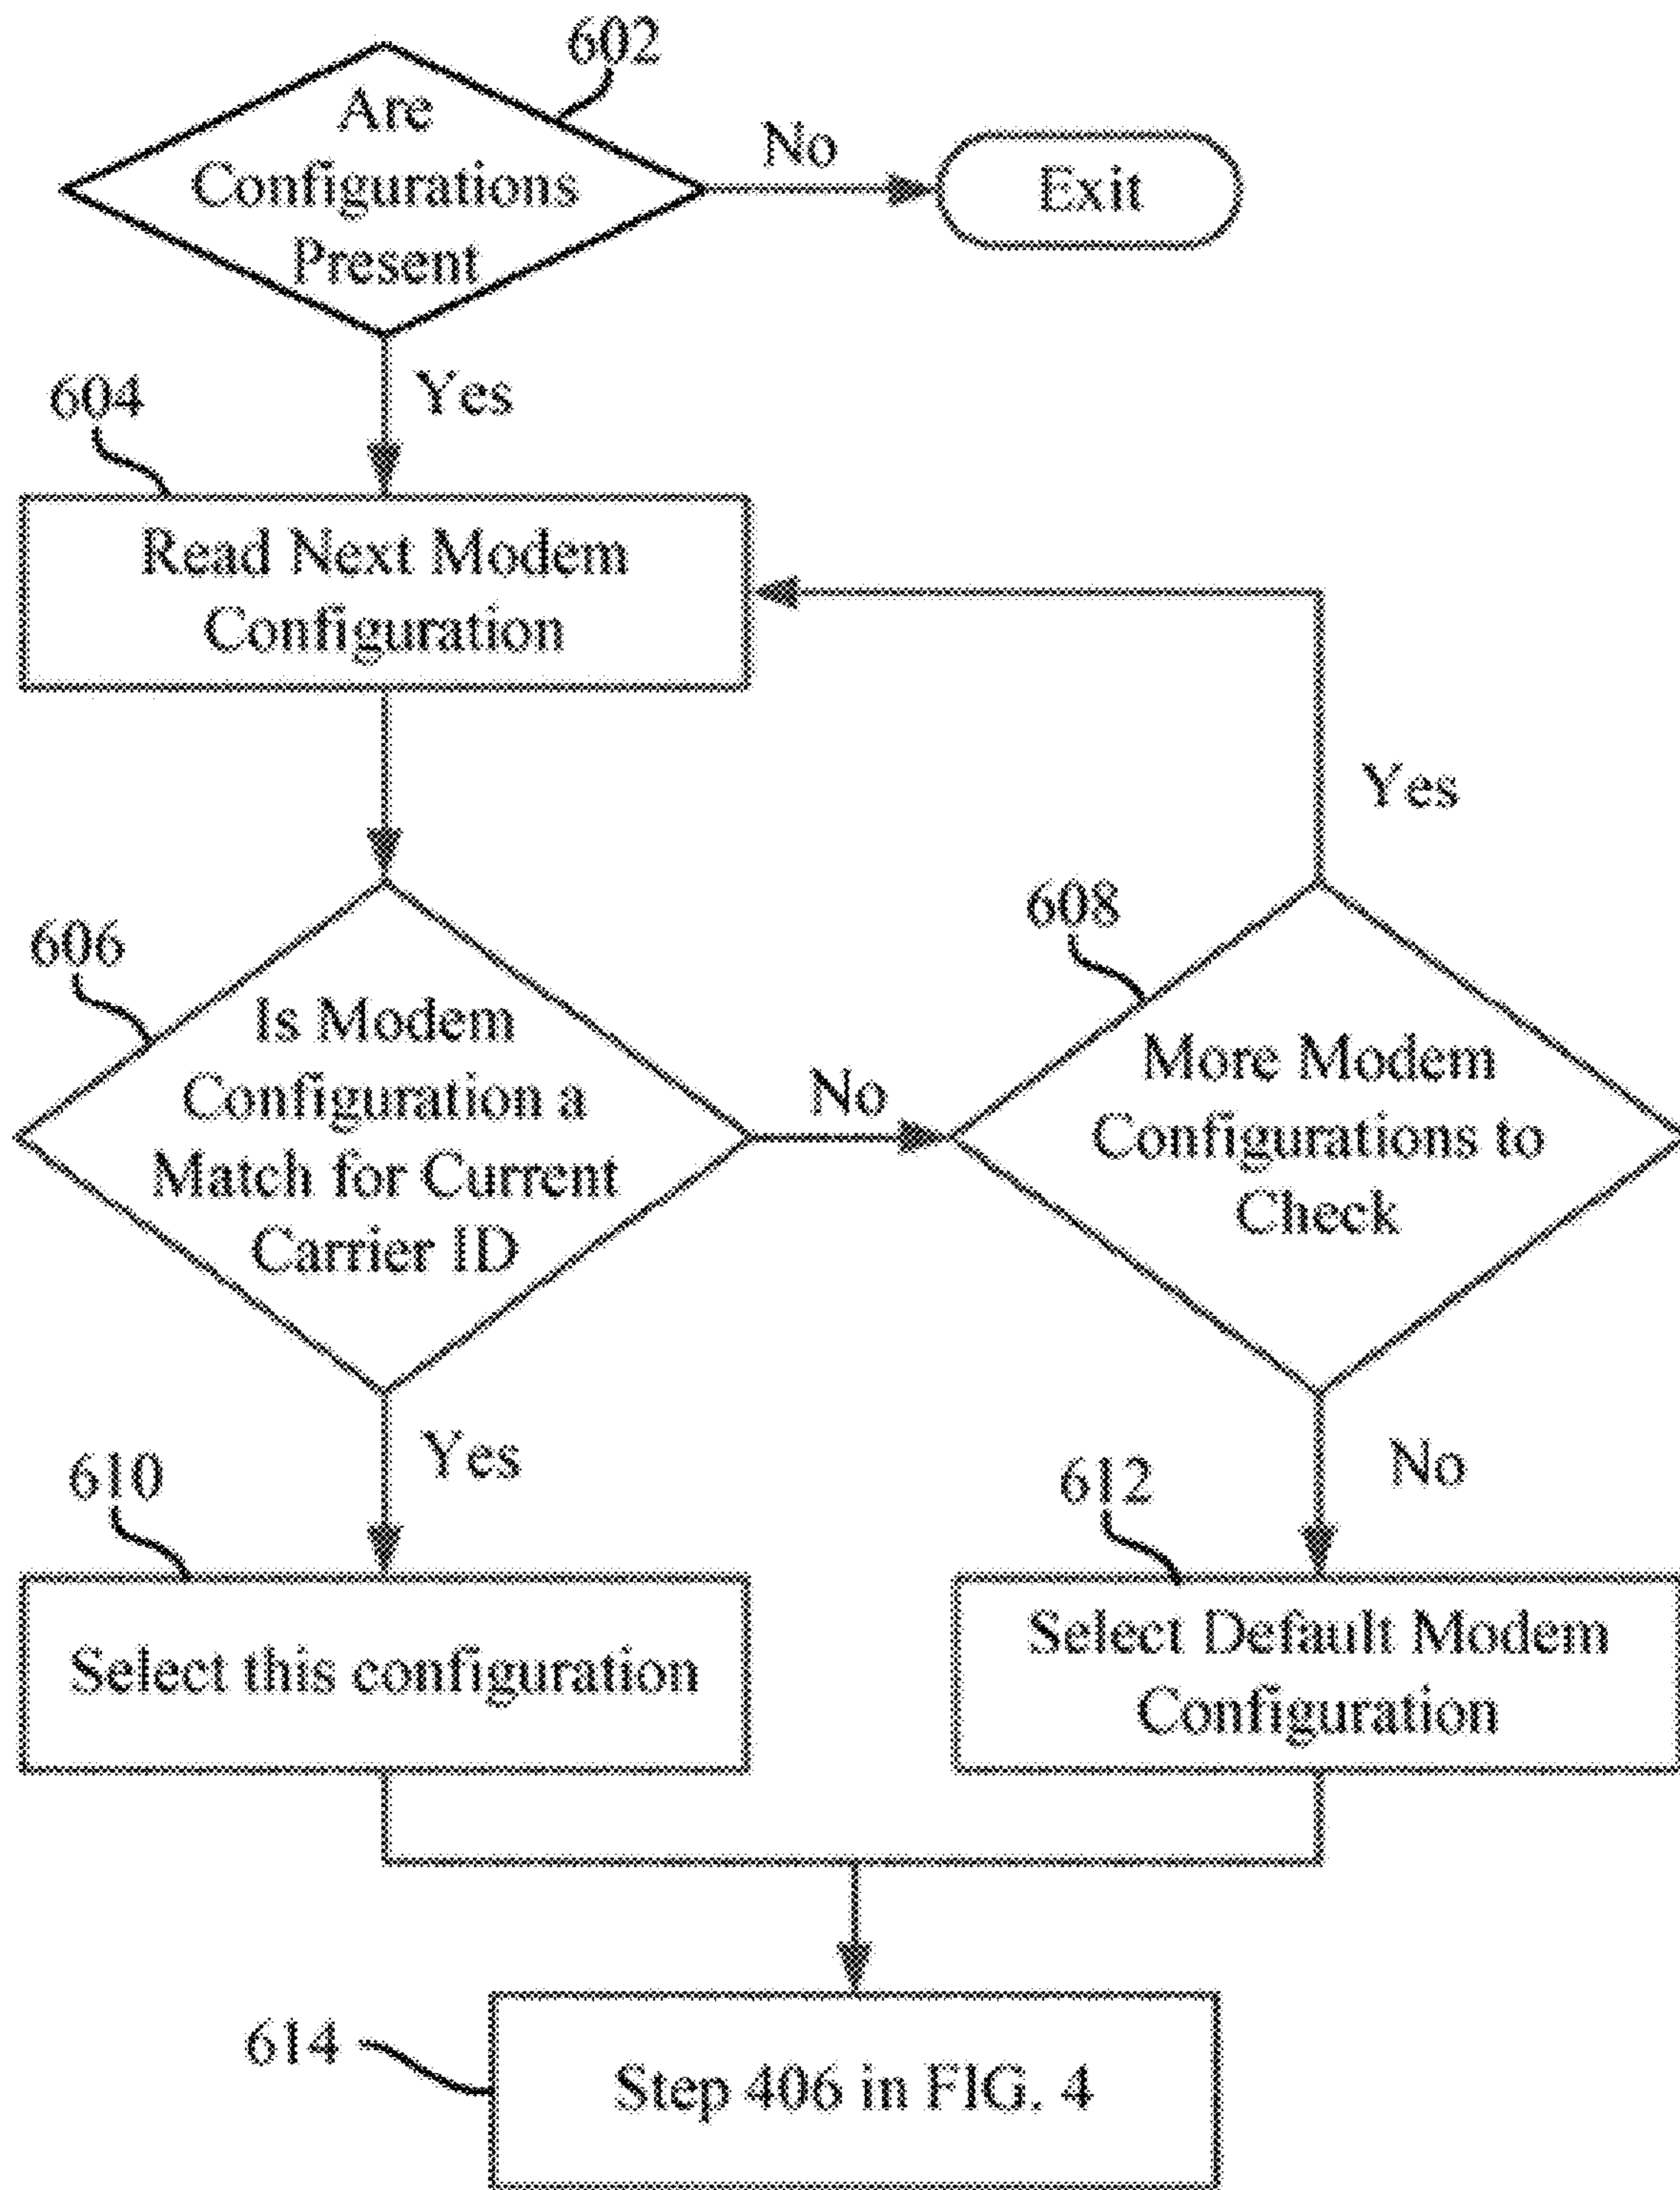 602
Are
Configurations
Present
No
Exit
Yes
604
Read Next Modem
Configuration
Yes
606
Is Modem
Configuration a
Match for Current
Carrier ID
No
608
More Modem
Configurations to
Check
Yes
No
610
Select this configuration
612
Select Default Modem
Configuration
614
Step 406 in FIG. 4